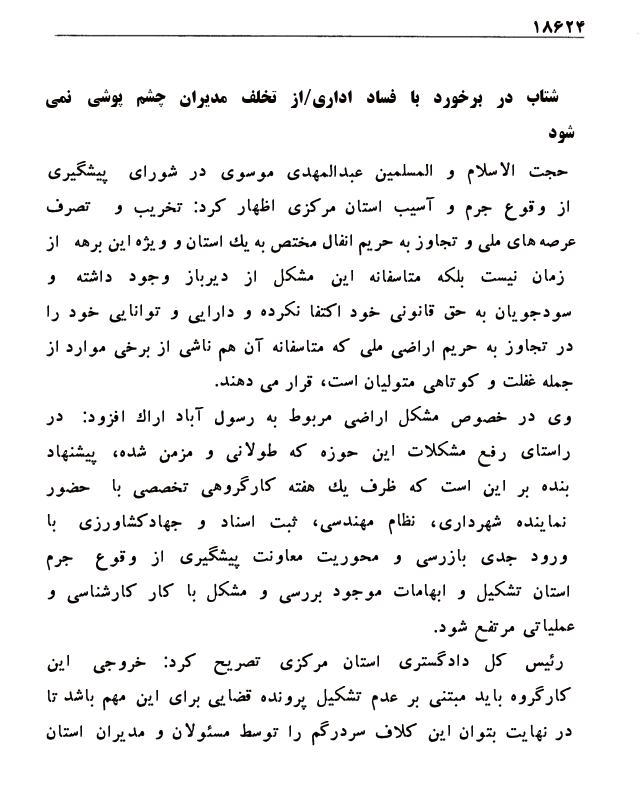 ۱۸۶۲۴
شتاب در برخورد با فساد اداری/از تخلف مدیران چشم پوشی نمی
شود
حجت الاسلام و المسلمین عبدالمهدی موسوی در شورای پیشگیری
از وقوع جرم و آسیب استان مرکزی اظهار کرد: تخریب و تصرف
عرصه‌های ملی و تجاوز به حریم انفال مختص به یك استان و ویژه این برهه از
زمان نیست بلکه متاسفانه این مشکل از دیرباز وجود داشته و
سودجویان به حق قانونی خود اکتفا نکرده و دارایی و توانایی خود را
در تجاوز به حریم اراضی ملی که متاسفانه آن هم ناشی از برخی موارد از
جمله غفلت و کوتاهی متولیان است، قرار می دهند.
وی در خصوص مشکل اراضی مربوط به رسول آباد اراك افزود: در
راستای رفع مشکلات این حوزه که طولانی و مزمن شده، پیشنهاد
بنده بر این است که ظرف یك هفته کارگروهی تخصصی با حضور
نماینده شهرداری، نظام مهندسی، ثبت اسناد و جهادکشاورزی با
ورود جدی بازرسی و محوریت معاونت پیشگیری از وقوع جرم
استان تشکیل و ابهامات موجود بررسی و مشکل با کار کارشناسی و
عملیاتی مرتفع شود.
رئیس کل دادگستری استان مرکزی تصریح کرد: خروجی این
کارگروه باید مبتنی بر عدم تشکیل پرونده قضایی برای این مهم باشد تا
در نهایت بتوان این کلاف سردرگم را توسط مسئولان و مدیران استان